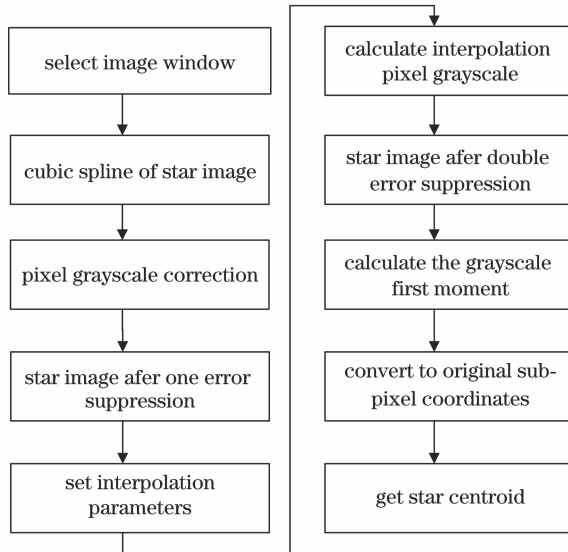 select image window
cubic spline of star image
pixel grayscale correction
star image afer one error
suppression
set interpolation
parameters
calculate interpolation
pixel grayscale
star image afer double
error suppression
calculate the grayscale
first moment
convert to original sub-
pixel coordinates
get star centroid